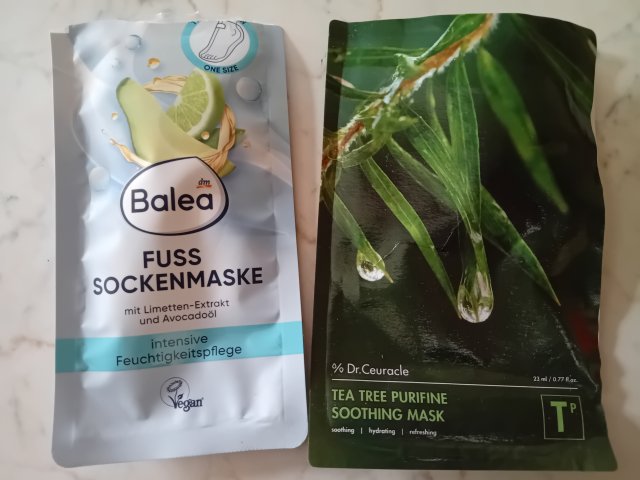 ONE SIZE
dm
Balea
FUSS
SOCKENMASKE
mit Limetten-Extrakt
und Avocadoöl
intensive
Feuchtigkeitspflege
Vegan
% Dr.Ceuracle
23 ml / 0.77 fl.oz.
TEA TREE PURIFINE
SOOTHING MASK
soothing | hydrating | refreshing
TP